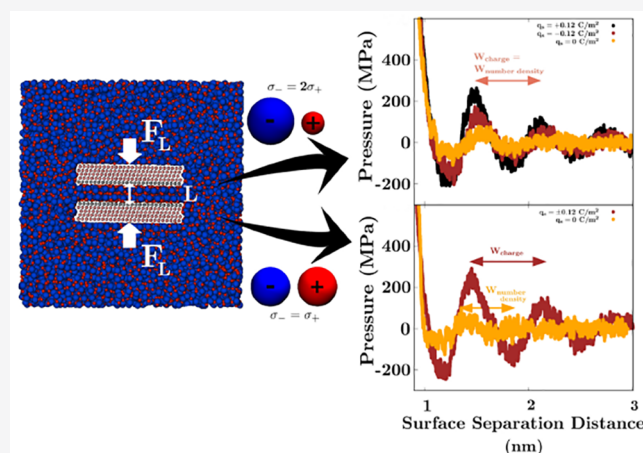 F_L
L
F_L
σ₋ = 2σ₊
- +
σ₋ = σ₊
Pressure (MPa)
400
200
0
-200
q_s = +0.12 C/m²
q_s = −0.12 C/m²
q_s = 0 C/m²
W_charge =
W_number density
Pressure (MPa)
400
200
0
-200
q_s = ±0.12 C/m²
q_s = 0 C/m²
W_charge
W_number
density
1 2 3
Surface Separation Distance
(nm)